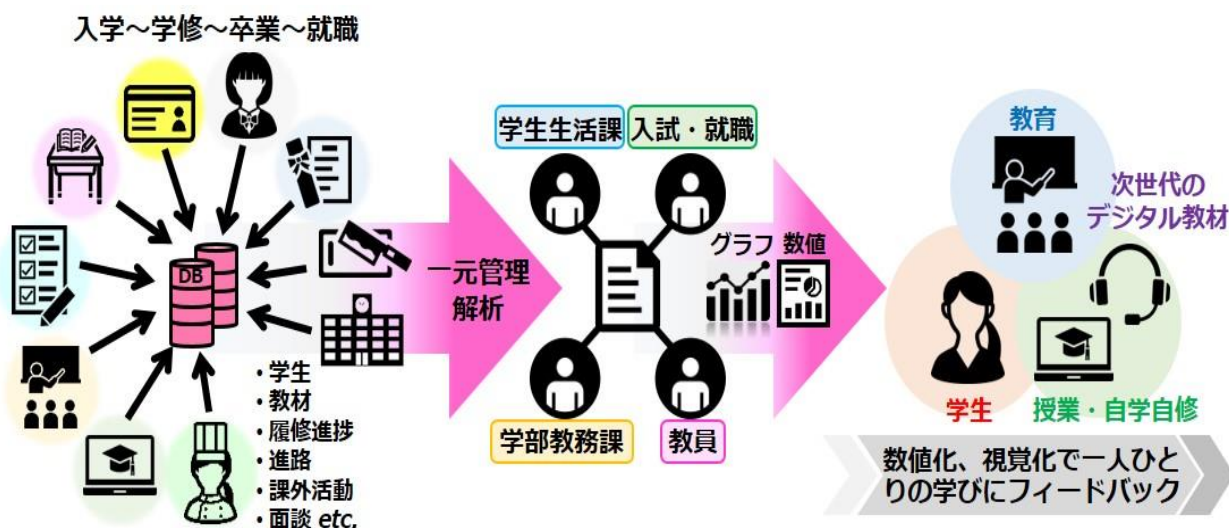 入学～学修～卒業～就職
DB
・学生
・教材
・履修進捗
・進路
・課外活動
・面談 etc.
一元管理
解析
学生生活課
入試・就職
学部教務課
教員
グラフ 数値
教育
次世代の
デジタル教材
学生
授業・自学自修
数値化、視覚化で一人ひと
りの学びにフィードバック